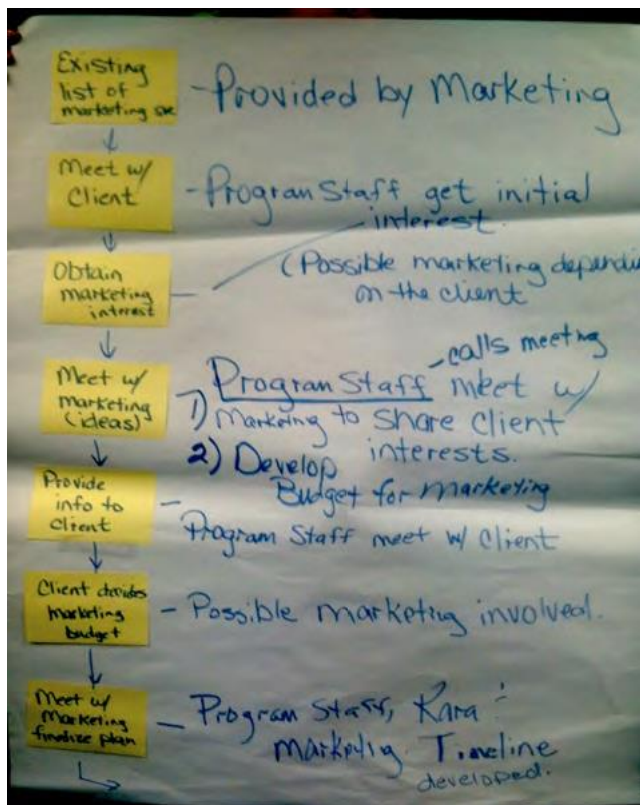 Existing
list of
marketing
- Provided by Marketing
Meet w/
Client
- Program Staff get initial
interest.
Obtain
marketing
interest
(Possible marketing dependi
on the client
Meet w/
marketing
(ideas)
- calls meeting
Program Staff meet w/
1) Marketing to share client
interests.
2) Develop
Budget for Marketing
Provide
info to
Client
- Program Staff meet w/ Client
Client decides
marketing
budget
- Possible marketing involved.
Meet w/
Marketing
finalize plan
- Program Staff, Kara
marketig Timeline
developed.